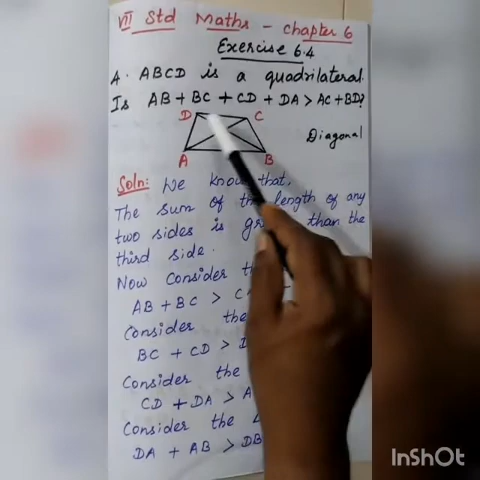 VII Std Maths - chapter 6
Exercise 6.4
4. ABCD is a quadrilateral.
Is AB + BC + CD + DA > AC + BD?
D C
Diagonal
A B
Soln: We know that,
The sum of the length of any
two sides is than the
third side.
Now Consider
AB + BC >
Consider the
BC + CD >
Consider the
CD + DA >
Consider the
DA + AB > DB
InShOt